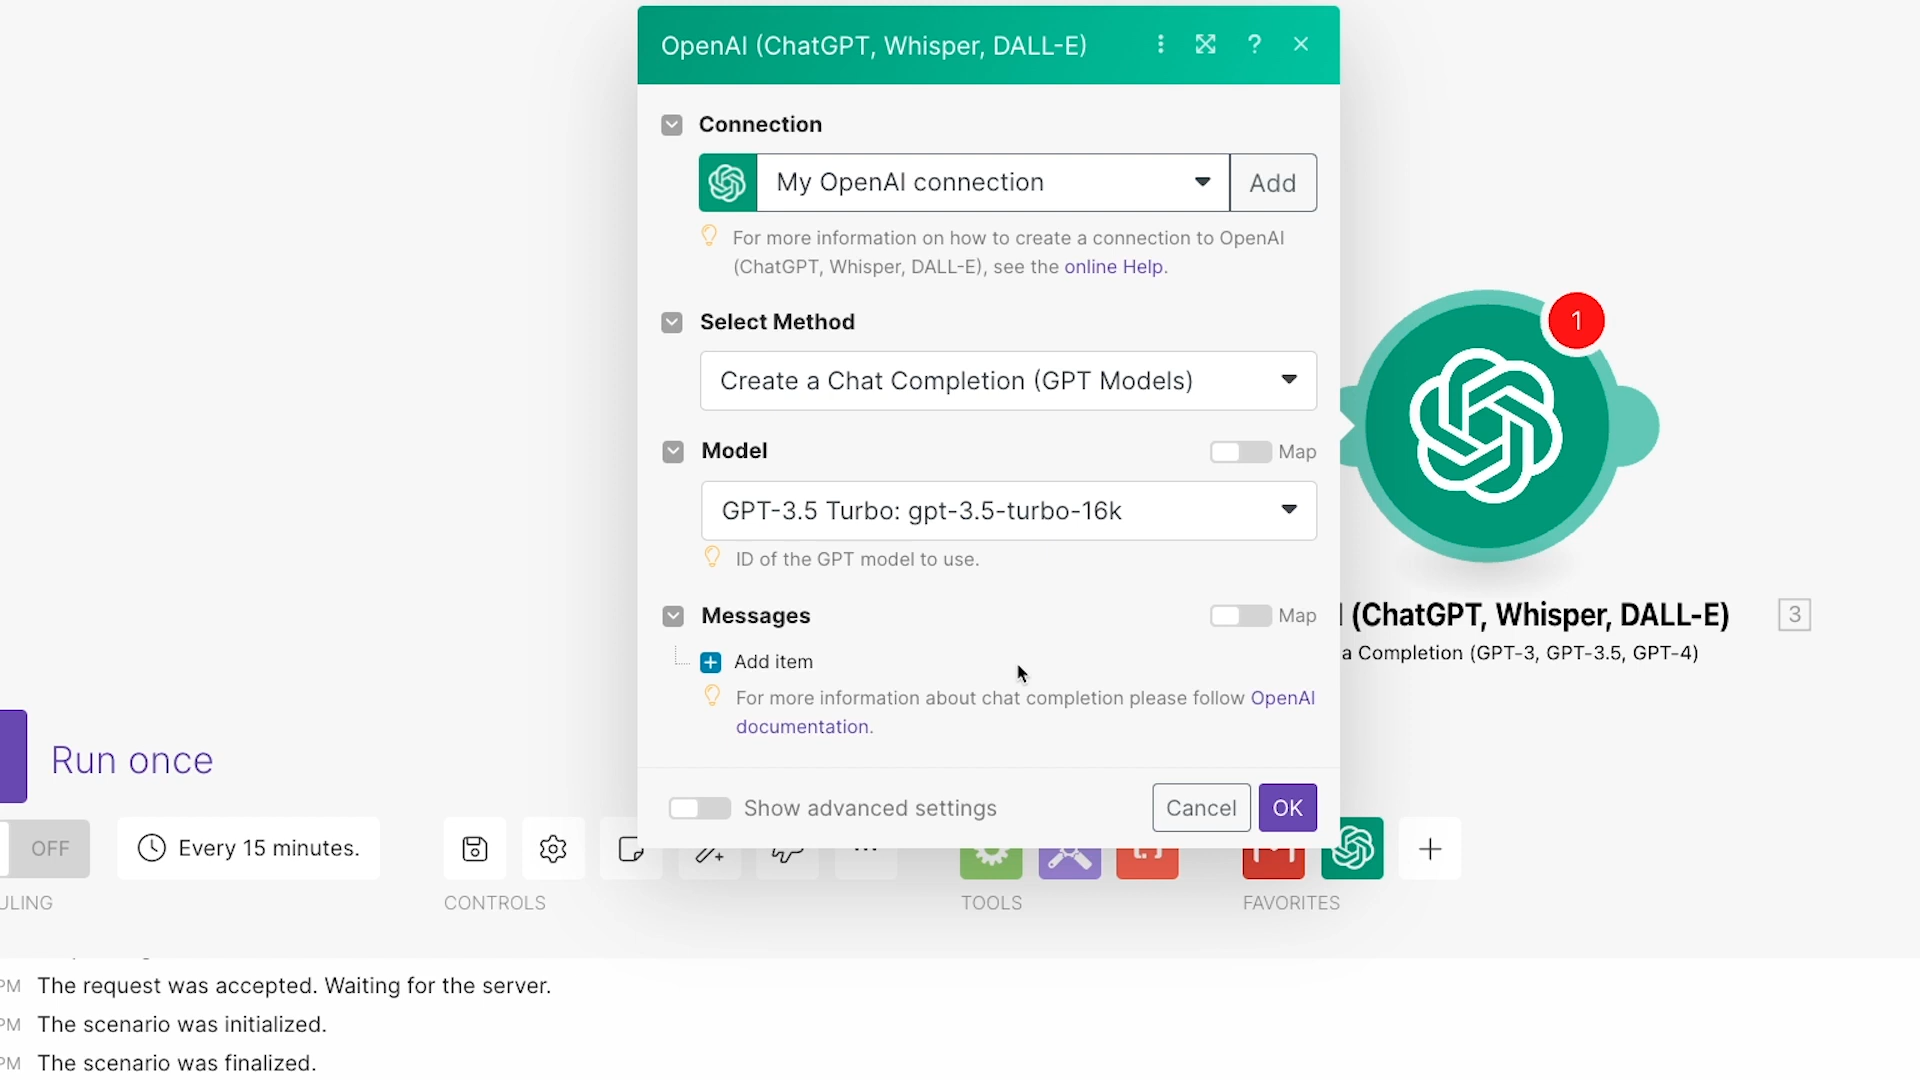 OpenAI (ChatGPT, Whisper, DALL-E)
?
Connection
My OpenAI connection
Add
For more information on how to create a connection to OpenAI
(ChatGPT, Whisper, DALL-E), see the online Help.
Select Method
Create a Chat Completion (GPT Models)
1
Model
Map
GPT-3.5 Turbo: gpt-3.5-turbo-16k
ID of the GPT model to use.
Messages
Map
(ChatGPT, Whisper, DALL-E)
3
a Completion (GPT-3, GPT-3.5, GPT-4)
Add item
For more information about chat completion please follow OpenAI
documentation.
Run once
Show advanced settings
Cancel
OK
OFF
Every 15 minutes.
ULING
CONTROLS
TOOLS
FAVORITES
PM The request was accepted. Waiting for the server.
PM The scenario was initialized.
PM The scenario was finalized.